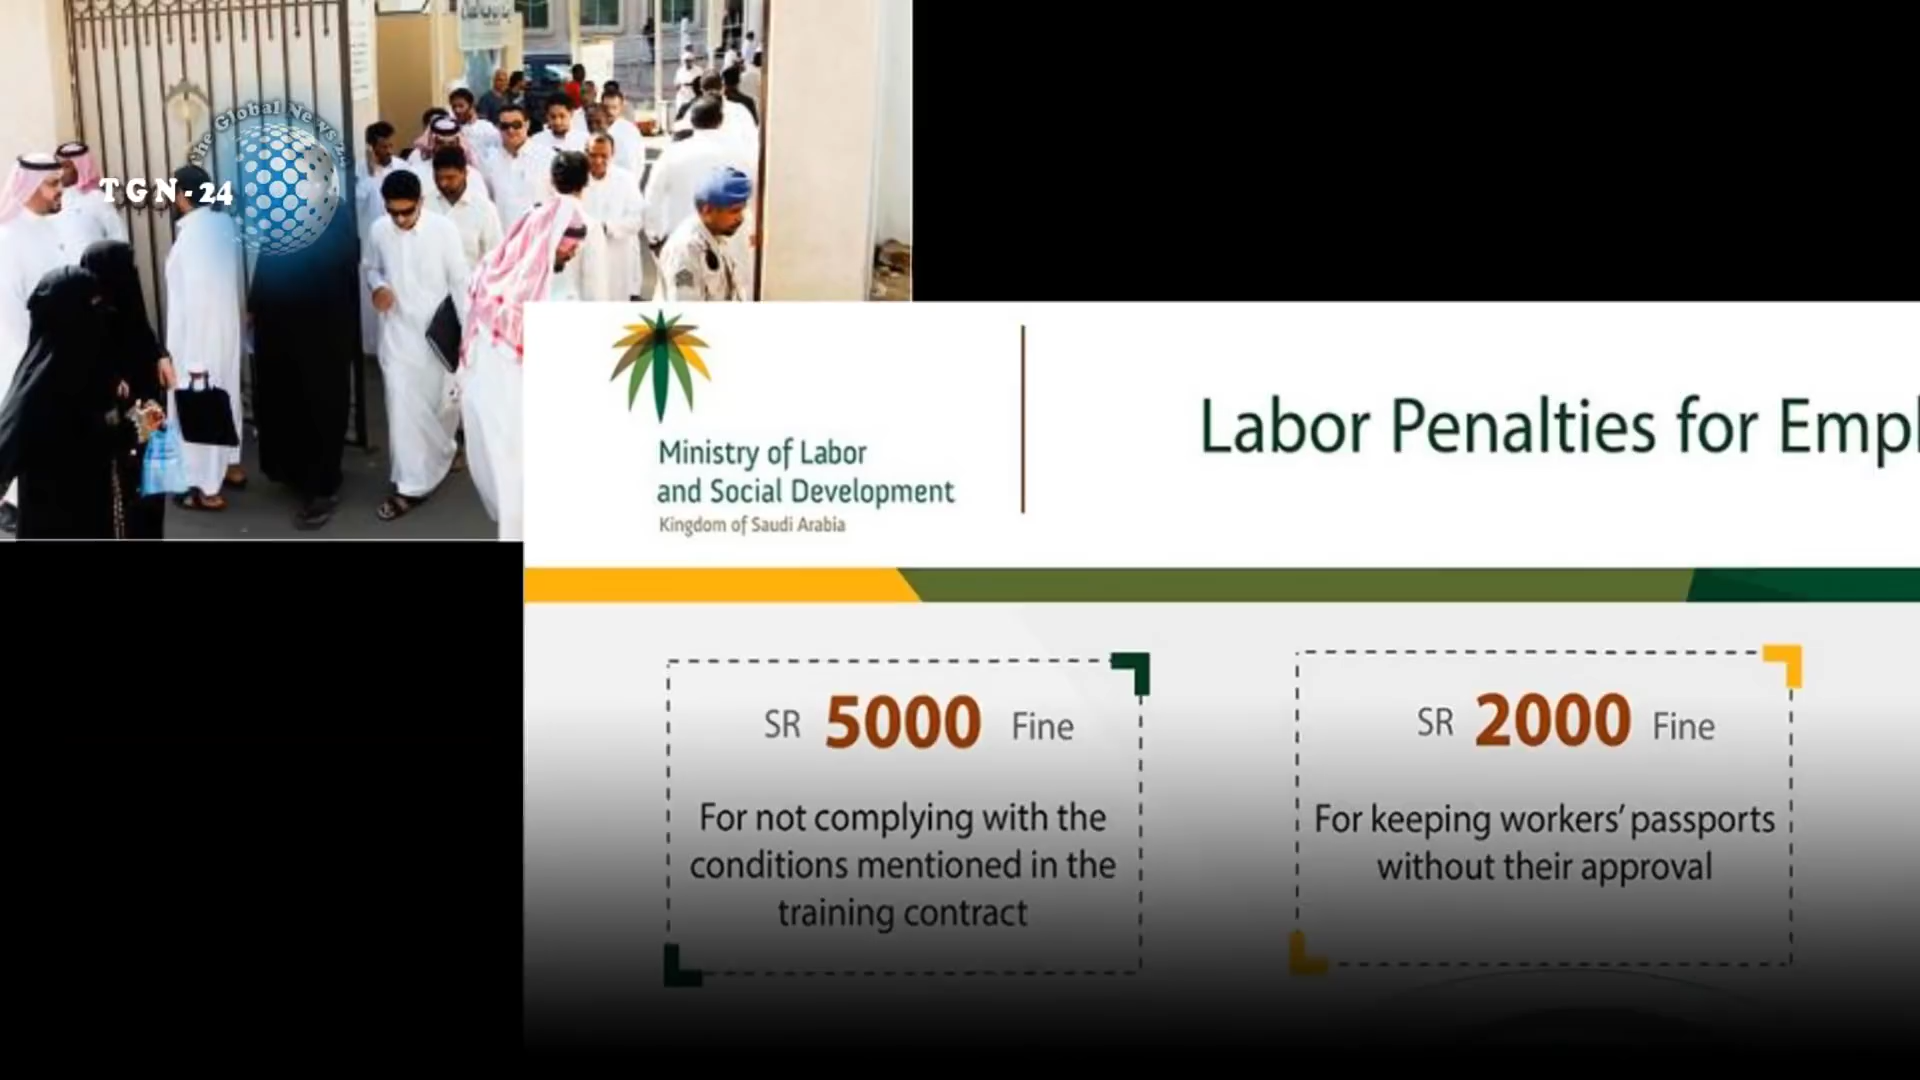 The Global News 24
TGN-24
Ministry of Labor
and Social Development
Kingdom of Saudi Arabia
Labor Penalties for Empl
SR 5000 Fine
For not complying with the
conditions mentioned in the
training contract
SR 2000 Fine
For keeping workers' passports
without their approval